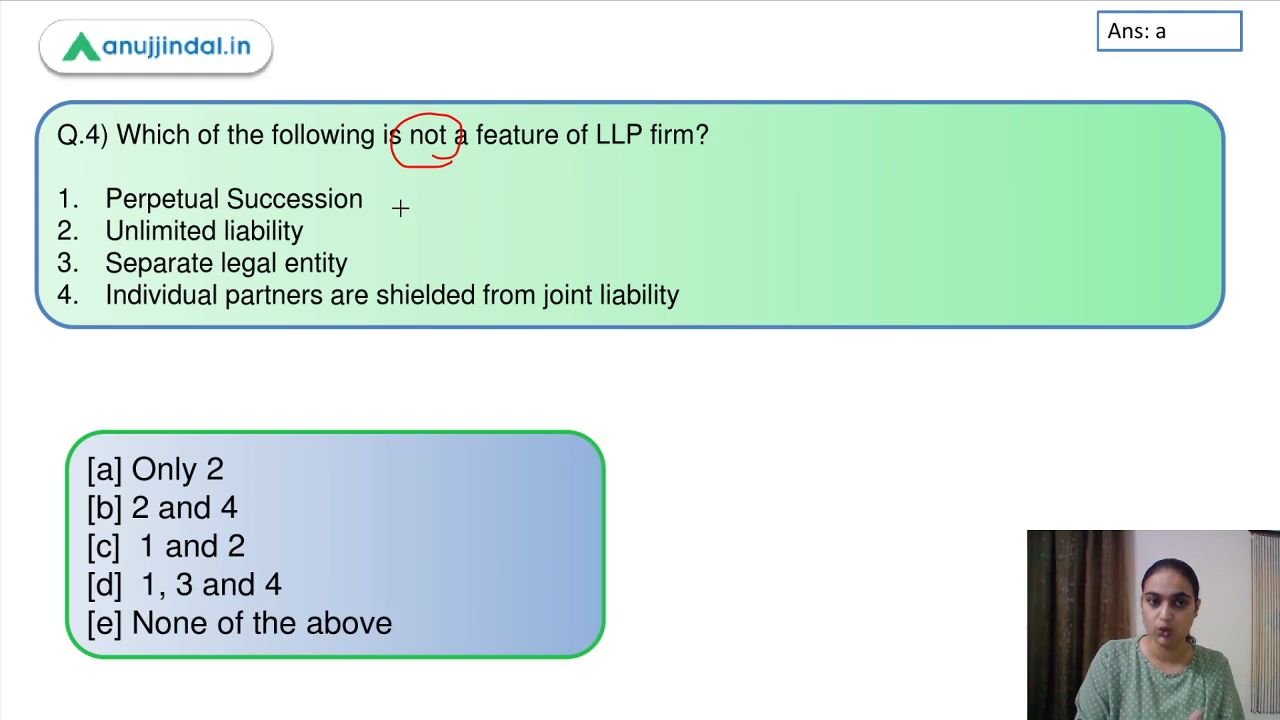 anujjindal.in
Ans: a
Q.4) Which of the following is not a feature of LLP firm?
1. Perpetual Succession
2. Unlimited liability
3. Separate legal entity
4. Individual partners are shielded from joint liability
[a] Only 2
[b] 2 and 4
[c] 1 and 2
[d] 1, 3 and 4
[e] None of the above